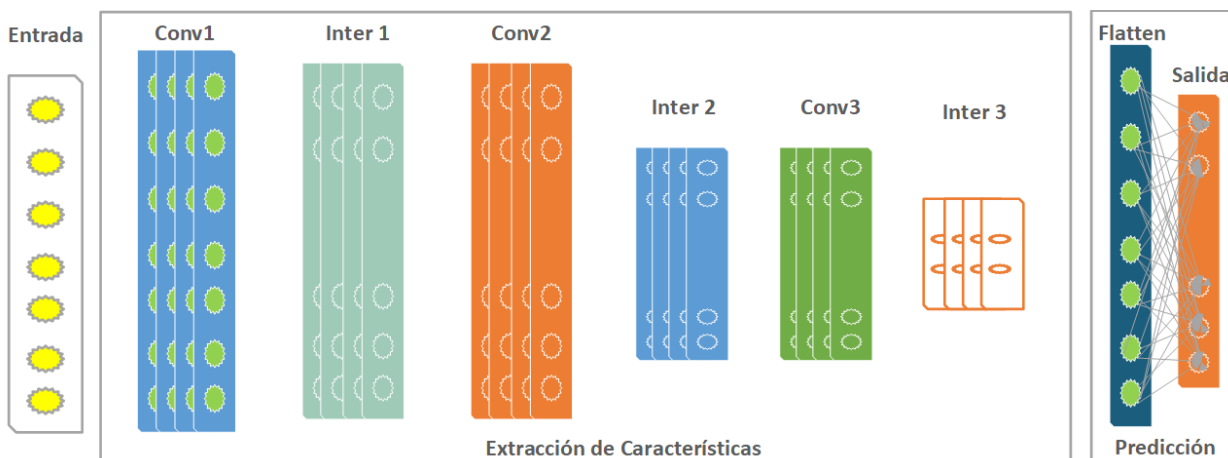 Entrada
Conv1
Inter 1
Conv2
Inter 2
Conv3
Inter 3
Flatten
Salida
Extracción de Características
Predicción